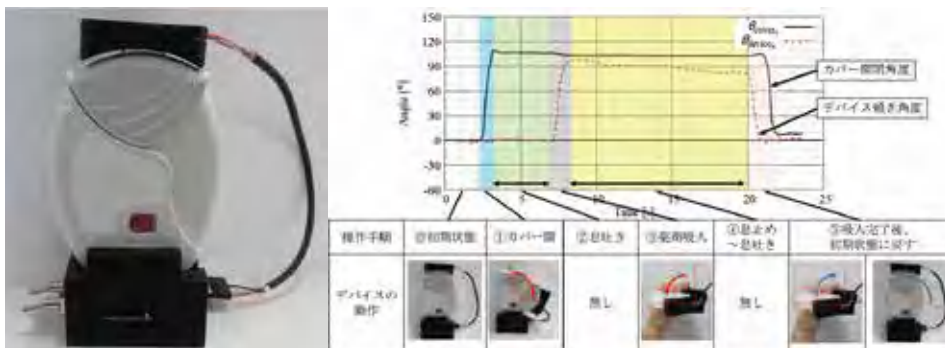 150
120
90
60
30
0
-30
-60
Angle [°]
カバー開閉角度
デバイス傾き角度
0
5
10
15
20
25
操作手順
⓪初期状態
①カバー開
②息吐き
③薬剤吸入
④息止め
～息吐き
⑤吸入完了後、
初期状態に戻す
デバイスの
動作
無し
無し